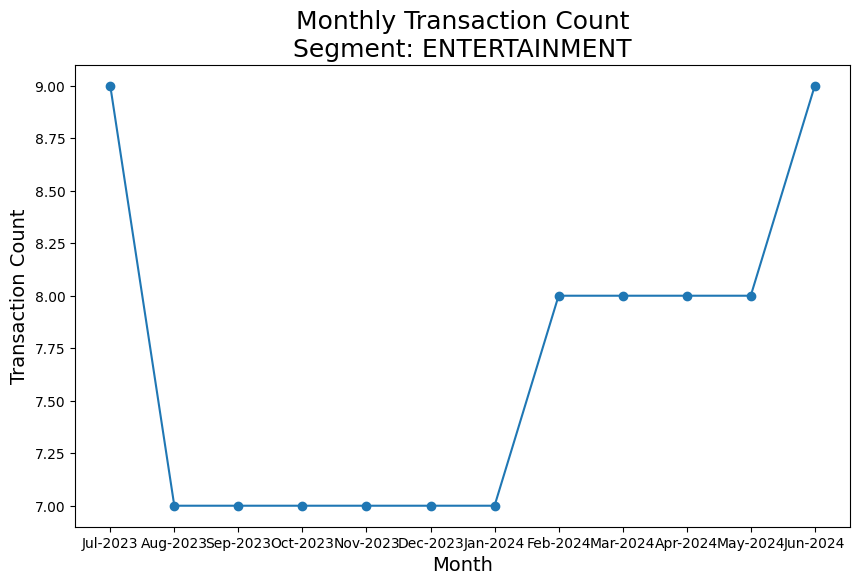 Monthly Transaction Count
Segment: ENTERTAINMENT
Transaction Count
9.00
8.75
8.50
8.25
8.00
7.75
7.50
7.25
7.00
Jul-2023 Aug-2023 Sep-2023 Oct-2023 Nov-2023 Dec-2023 Jan-2024 Feb-2024 Mar-2024 Apr-2024 May-2024 Jun-2024
Month